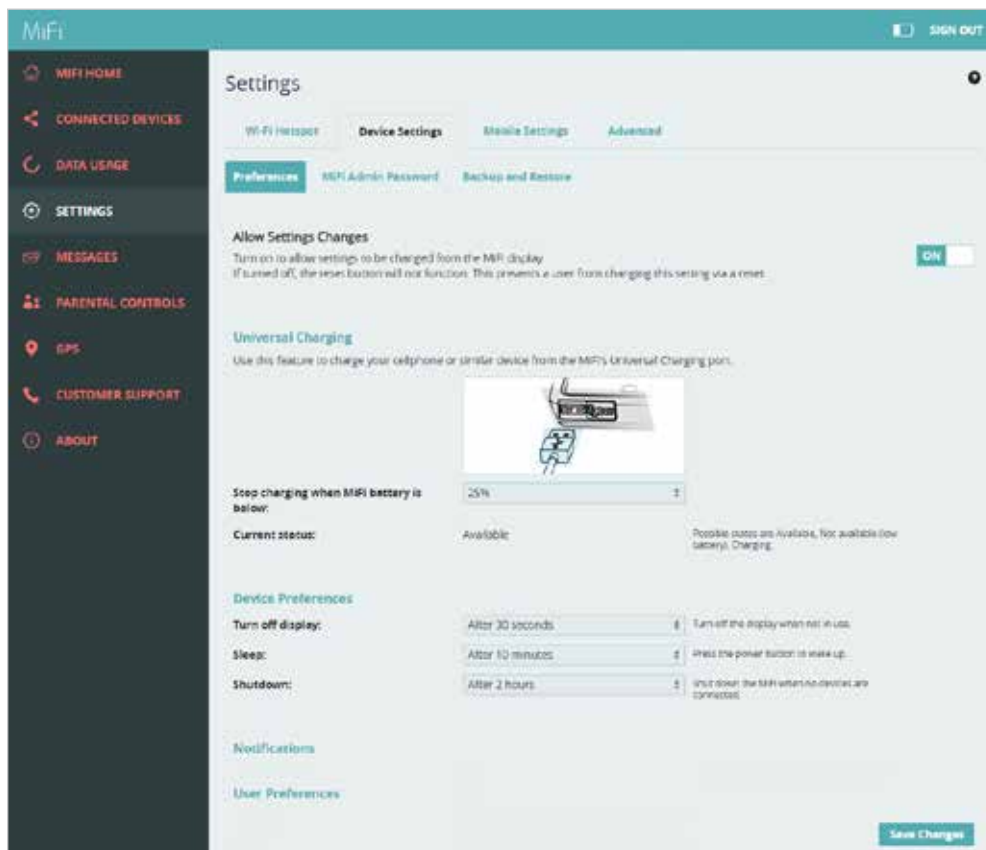 MiFi
SIGN OUT
MIFI HOME
CONNECTED DEVICES
DATA USAGE
SETTINGS
MESSAGES
PARENTAL CONTROLS
GPS
CUSTOMER SUPPORT
ABOUT
Settings
Wi-Fi Hotspot Device Settings Mobile Settings Advanced
Preferences MiFi Admin Password Backup and Restore
Allow Settings Changes
Turn on to allow settings to be changed from the MiFi display
If turned off, the reset button will not function. This prevents a user from changing this setting via a reset.
ON
Universal Charging
Use this feature to charge your cellphone or similar device from the MiFi's Universal Charging port.
Stop charging when MiFi battery is
below:
25%
Current status:
Available
Possible states are Available, Not available (low
battery), Charging.
Device Preferences
Turn off display:
After 30 seconds
Turn off the display when not in use.
Sleep:
After 10 minutes
Press the power button to wake up.
Shutdown:
After 2 hours
Shut down the MiFi when no devices are
connected.
Notifications
User Preferences
Save Changes